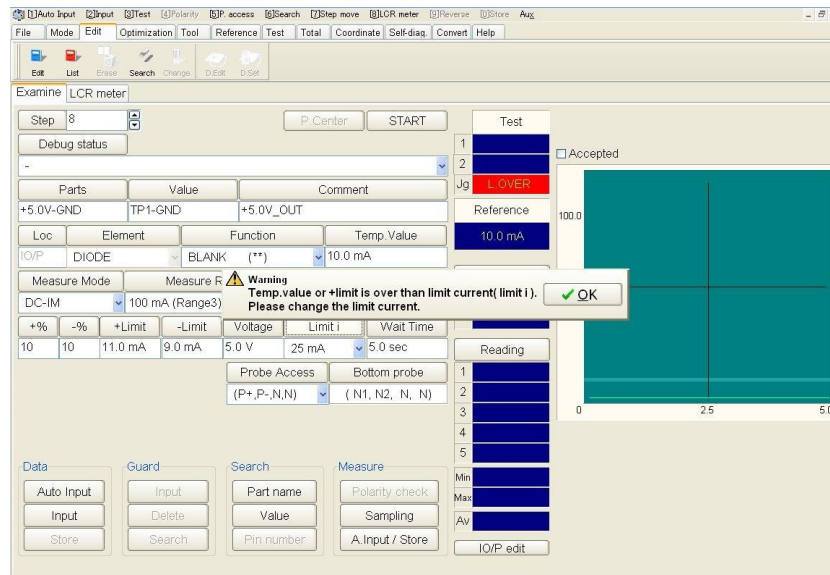 [1]Auto Input [2]Input [3]Test [4]Polarity [5]P. access [6]Search [7]Step move [8]LCR meter [9]Reverse [0]Store Aux
File Mode Edit Optimization Tool Reference Test Total Coordinate Self-diag. Convert Help
Edit List Erase Search Change D.Edit D.Set
Examine LCR meter
Step 8 P.Center START Test
Debug status 1
- 2
Accepted
Parts Value Comment Jg L.OVER
+5.0V-GND TP1-GND +5.0V_OUT Reference
100.0
Loc Element Function Temp.Value 10.0 mA
IO/P DIODE BLANK (**) 10.0 mA
Measure Mode Measure R
Warning
Temp.value or +limit is over than limit current( limit i ).
Please change the limit current.
OK
DC-IM 100 mA (Range3)
+% -% +Limit -Limit Voltage Limit i Wait Time
10 10 11.0 mA 9.0 mA 5.0 V 25 mA 5.0 sec Reading
Probe Access Bottom probe 1
(P+,P-,N,N) ( N1, N2, N, N) 2
3
0 2.5 5.0
4
5
Data Guard Search Measure
Min
Auto Input Input Part name Polarity check
Max
Input Delete Value Sampling
Av
Store Search Pin number A.Input / Store
IO/P edit